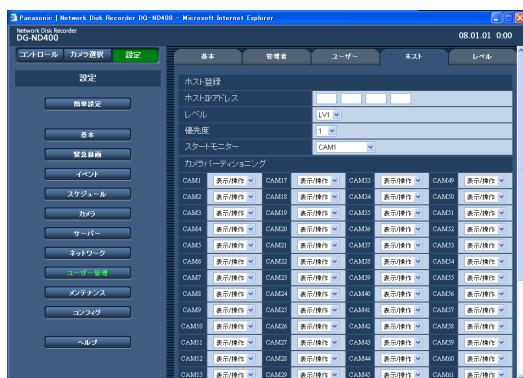 Panasonic | Network Disk Recorder DG-ND400 - Microsoft Internet Explorer
Network Disk Recorder
DG-ND400
08.01.01 0:00
コントロール カメラ選択 設定
基本 管理者 ユーザー ホスト レベル
設定
簡単設定
基本
緊急録画
イベント
スケジュール
カメラ
サーバー
ネットワーク
ユーザー管理
メンテナンス
コンフィグ
ヘルプ
ホスト登録
ホストIPアドレス
レベル LV1
優先度 1
スタートモニター CAM1
カメラパーティショニング
CAM1 表示/操作 CAM17 表示/操作 CAM33 表示/操作 CAM49 表示/操作
CAM2 表示/操作 CAM18 表示/操作 CAM34 表示/操作 CAM50 表示/操作
CAM3 表示/操作 CAM19 表示/操作 CAM35 表示/操作 CAM51 表示/操作
CAM4 表示/操作 CAM20 表示/操作 CAM36 表示/操作 CAM52 表示/操作
CAM5 表示/操作 CAM21 表示/操作 CAM37 表示/操作 CAM53 表示/操作
CAM6 表示/操作 CAM22 表示/操作 CAM38 表示/操作 CAM54 表示/操作
CAM7 表示/操作 CAM23 表示/操作 CAM39 表示/操作 CAM55 表示/操作
CAM8 表示/操作 CAM24 表示/操作 CAM40 表示/操作 CAM56 表示/操作
CAM9 表示/操作 CAM25 表示/操作 CAM41 表示/操作 CAM57 表示/操作
CAM10 表示/操作 CAM26 表示/操作 CAM42 表示/操作 CAM58 表示/操作
CAM11 表示/操作 CAM27 表示/操作 CAM43 表示/操作 CAM59 表示/操作
CAM12 表示/操作 CAM28 表示/操作 CAM44 表示/操作 CAM60 表示/操作
CAM13 表示/操作 CAM29 表示/操作 CAM45 表示/操作 CAM61 表示/操作